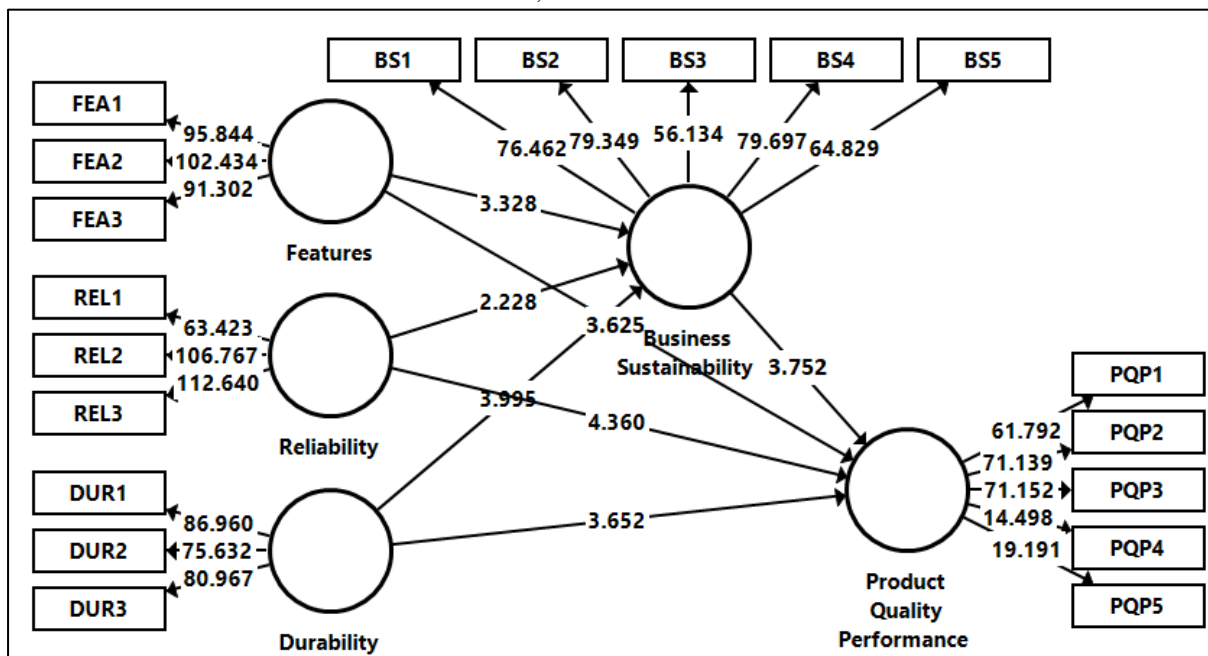 BS1
BS2
BS3
BS4
BS5
FEA1
FEA2
FEA3
95.844
102.434
91.302
Features
76.462
79.349
56.134
79.697
64.829
3.328
REL1
REL2
REL3
63.423
106.767
112.640
Reliability
2.228
3.625
Business
Sustainability
3.752
3.995
4.360
DUR1
DUR2
DUR3
86.960
75.632
80.967
Durability
3.652
Product
Quality
Performance
61.792
71.139
71.152
14.498
19.191
PQP1
PQP2
PQP3
PQP4
PQP5